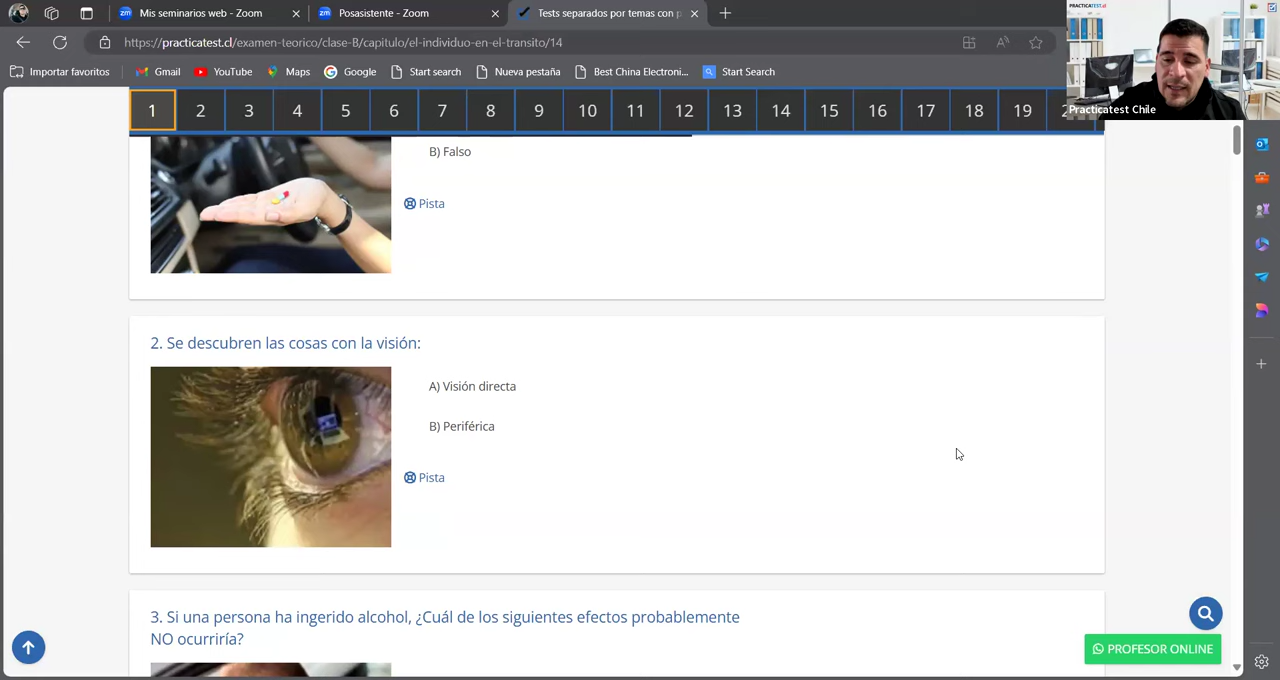 Mis seminarios web - Zoom
Posasistente - Zoom
Tests separados por temas con p
https://practicatest.cl/examen-teorico/clase-B/capitulo/el-individuo-en-el-transito/14
Importar favoritos
Gmail
YouTube
Maps
Google
Start search
Nueva pestaña
Best China Electroni...
Start Search
PRACTICATEST.cl
Practicatest Chile
1 2 3 4 5 6 7 8 9 10 11 12 13 14 15 16 17 18 19
B) Falso
Pista
2. Se descubren las cosas con la visión:
A) Visión directa
B) Periférica
Pista
3. Si una persona ha ingerido alcohol, ¿Cuál de los siguientes efectos probablemente
NO ocurriría?
PROFESOR ONLINE